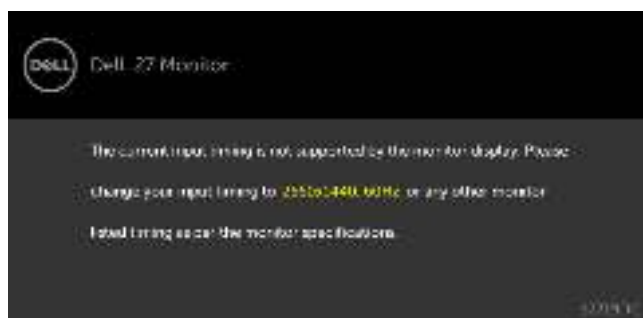 DELL
Dell 27 Monitor
The current input timing is not supported by the monitor display. Please
change your input timing to 2560x1440, 60Hz or any other monitor
listed timing as per the monitor specifications.